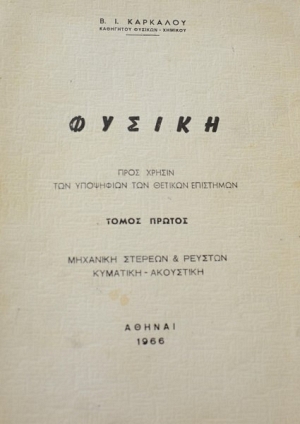 Β. Ι. ΚΑΡΚΑΛΟΥ
ΚΑΘΗΓΗΤΟΥ ΦΥΣΙΚΩΝ - ΧΗΜΙΚΟΥ
ΦΥΣΙΚΗ
ΠΡΟΣ ΧΡΗΣΙΝ
ΤΩΝ ΥΠΟΨΗΦΙΩΝ ΤΩΝ ΘΕΤΙΚΩΝ ΕΠΙΣΤΗΜΩΝ
ΤΟΜΟΣ ΠΡΩΤΟΣ
ΜΗΧΑΝΙΚΗ ΣΤΕΡΕΩΝ & ΡΕΥΣΤΩΝ
ΚΥΜΑΤΙΚΗ - ΑΚΟΥΣΤΙΚΗ
ΑΘΗΝΑΙ
1966